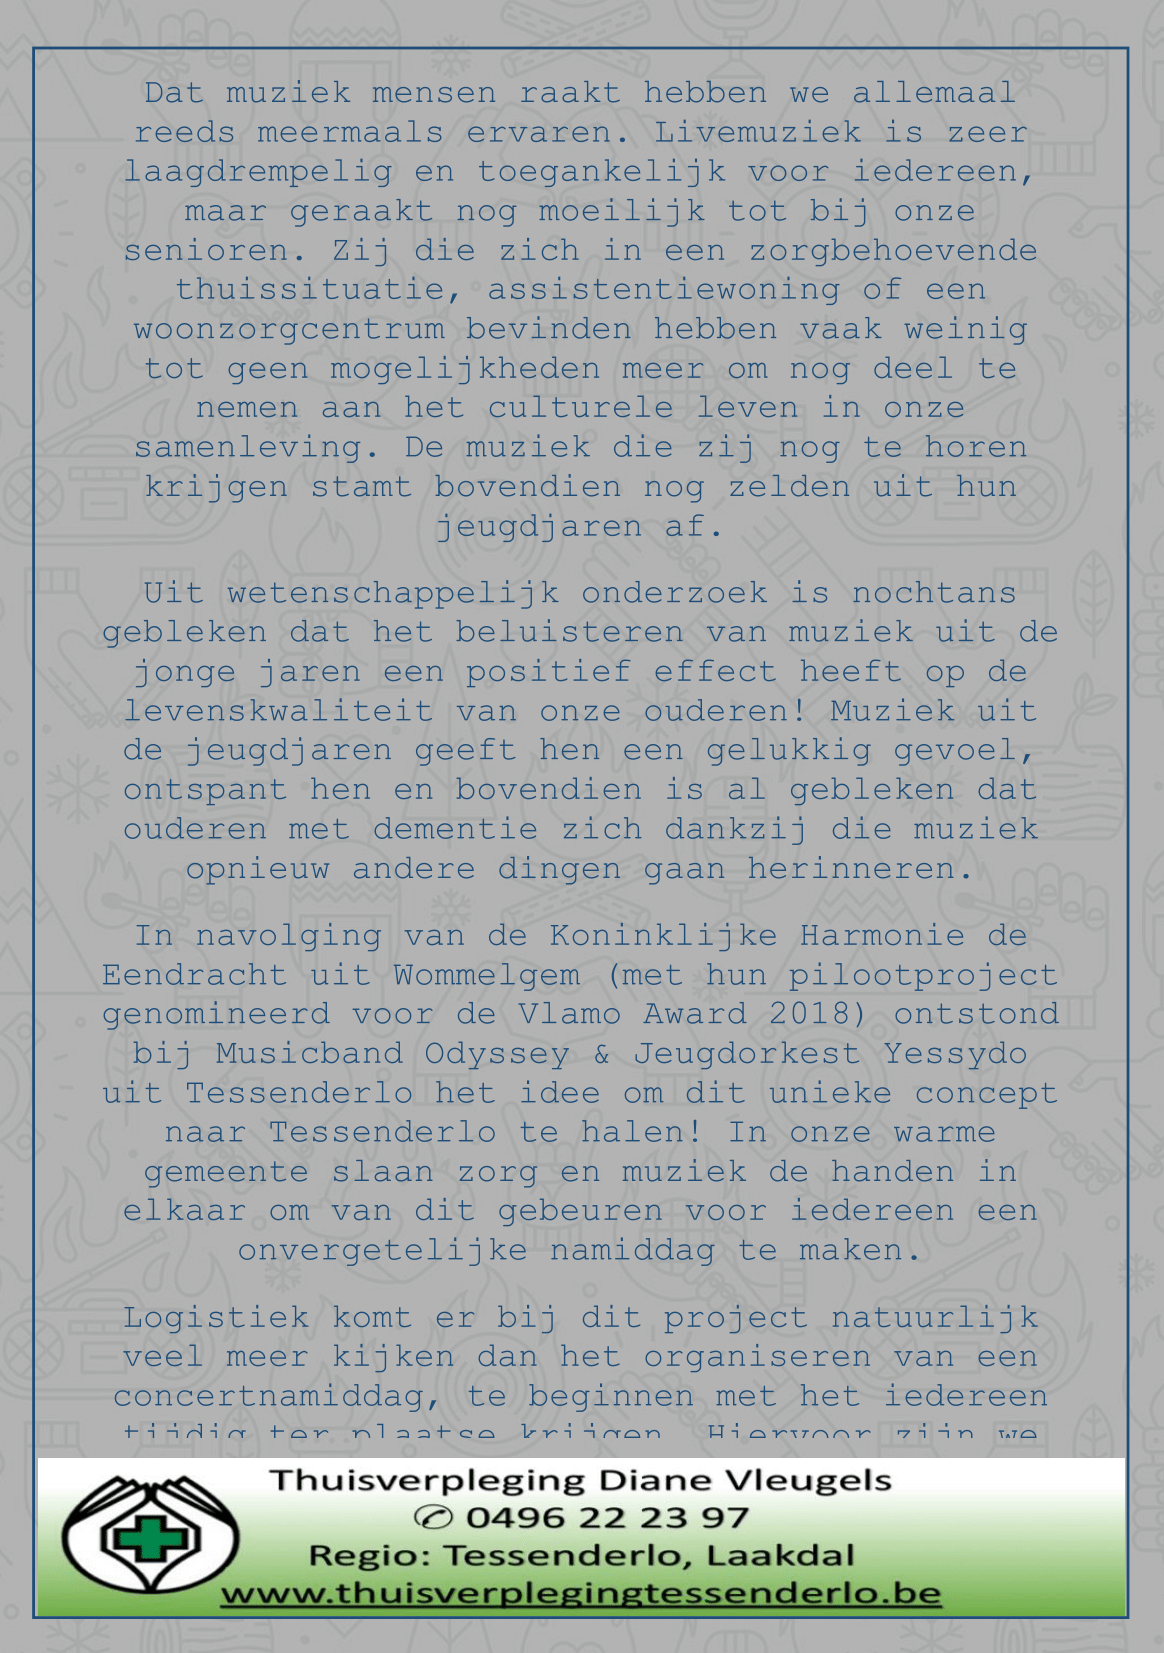 Dat muziek mensen raakt hebben we allemaal
reeds meermaals ervaren. Livemuziek is zeer
laagdrempelig en toegankelijk voor iedereen,
maar geraakt nog moeilijk tot bij onze
senioren. Zij die zich in een zorgbehoevende
thuissituatie, assistentiewoning of een
woonzorgcentrum bevinden hebben vaak weinig
tot geen mogelijkheden meer om nog deel te
nemen aan het culturele leven in onze
samenleving. De muziek die zij nog te horen
krijgen stamt bovendien nog zelden uit hun
jeugdjaren af.
Uit wetenschappelijk onderzoek is nochtans
gebleken dat het beluisteren van muziek uit de
jonge jaren een positief effect heeft op de
levenskwaliteit van onze ouderen! Muziek uit
de jeugdjaren geeft hen een gelukkig gevoel,
ontspant hen en bovendien is al gebleken dat
ouderen met dementie zich dankzij die muziek
opnieuw andere dingen gaan herinneren.
In navolging van de Koninklijke Harmonie de
Eendracht uit Wommelgem (met hun pilootproject
genomineerd voor de Vlamo Award 2018) ontstond
bij Musicband Odyssey & Jeugdorkest Yessydo
uit Tessenderlo het idee om dit unieke concept
naar Tessenderlo te halen! In onze warme
gemeente slaan zorg en muziek de handen in
elkaar om van dit gebeuren voor iedereen een
onvergetelijke namiddag te maken.
Logistiek komt er bij dit project natuurlijk
veel meer kijken dan het organiseren van een
concertnamiddag, te beginnen met het iedereen
tijdig ter plaatse krijgen. Hiervoor zijn we
Thuisverpleging Diane Vleugels
✆ 0496 22 23 97
Regio: Tessenderlo, Laakdal
www.thuisverplegingtessenderlo.be